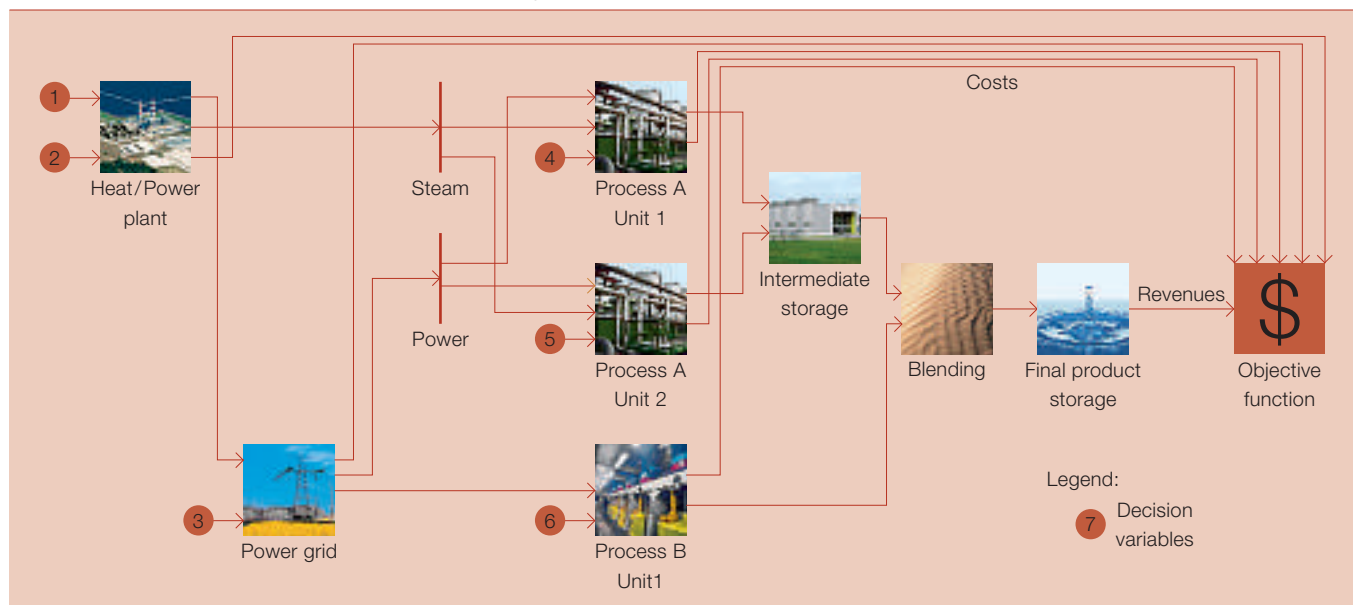 Costs
1
2
Heat/Power
plant
Steam
4
Process A
Unit 1
Intermediate
storage
Power
5
Process A
Unit 2
Blending
Final product
storage
Revenues
$
Objective
function
3
Power grid
6
Process B
Unit1
Legend:
7
Decision
variables